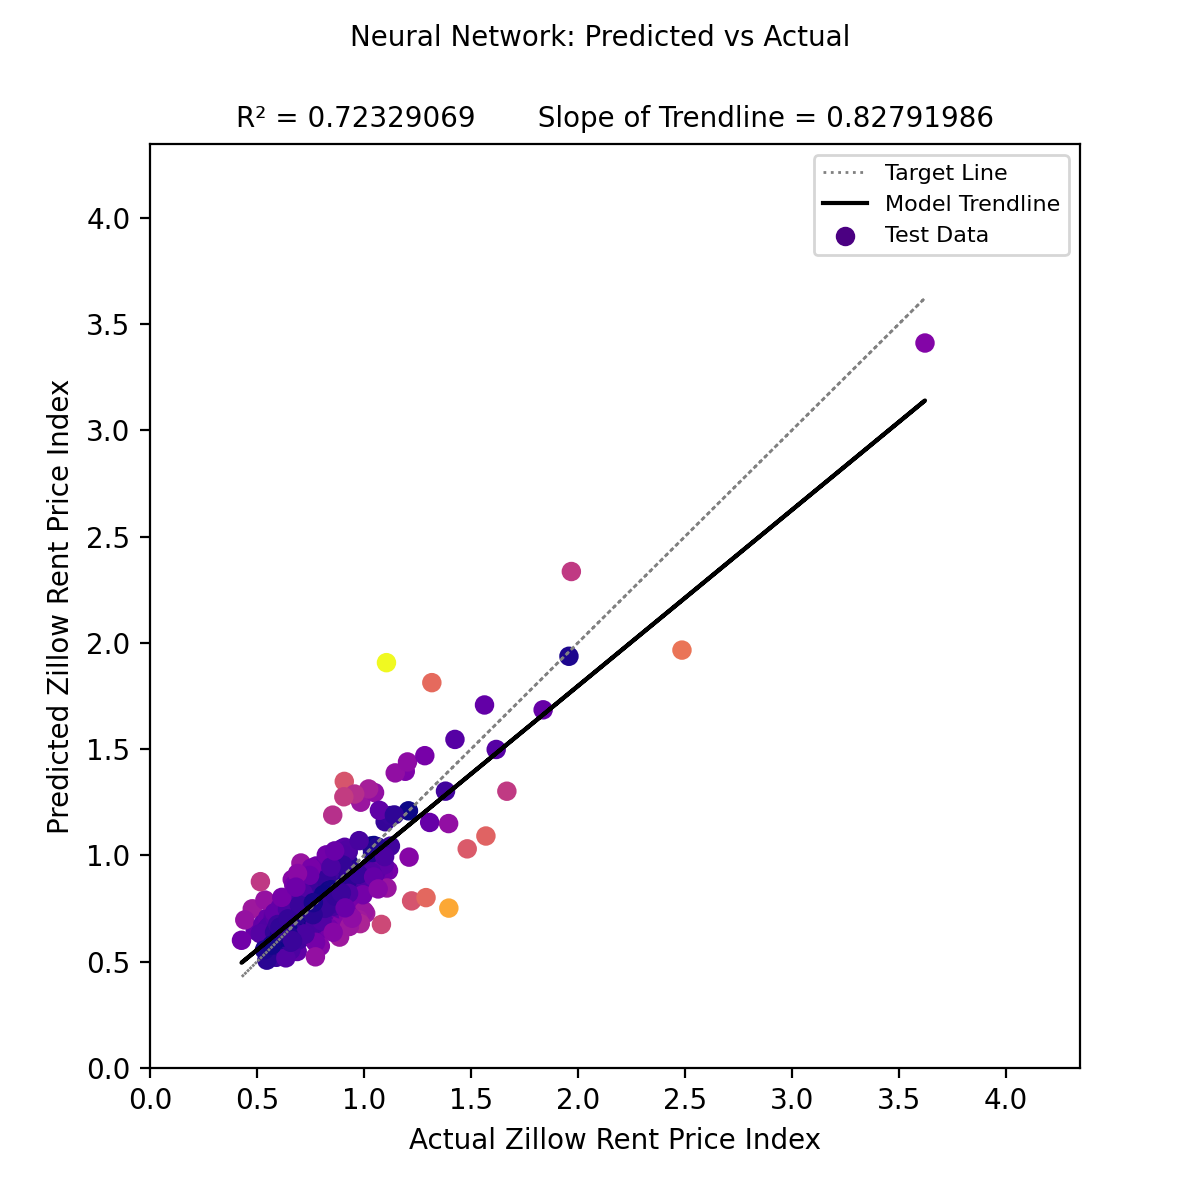 Neural Network: Predicted vs Actual
R² = 0.72329069 Slope of Trendline = 0.82791986
Target Line
Model Trendline
Test Data
Predicted Zillow Rent Price Index
4.0
3.5
3.0
2.5
2.0
1.5
1.0
0.5
0.0
0.0 0.5 1.0 1.5 2.0 2.5 3.0 3.5 4.0
Actual Zillow Rent Price Index